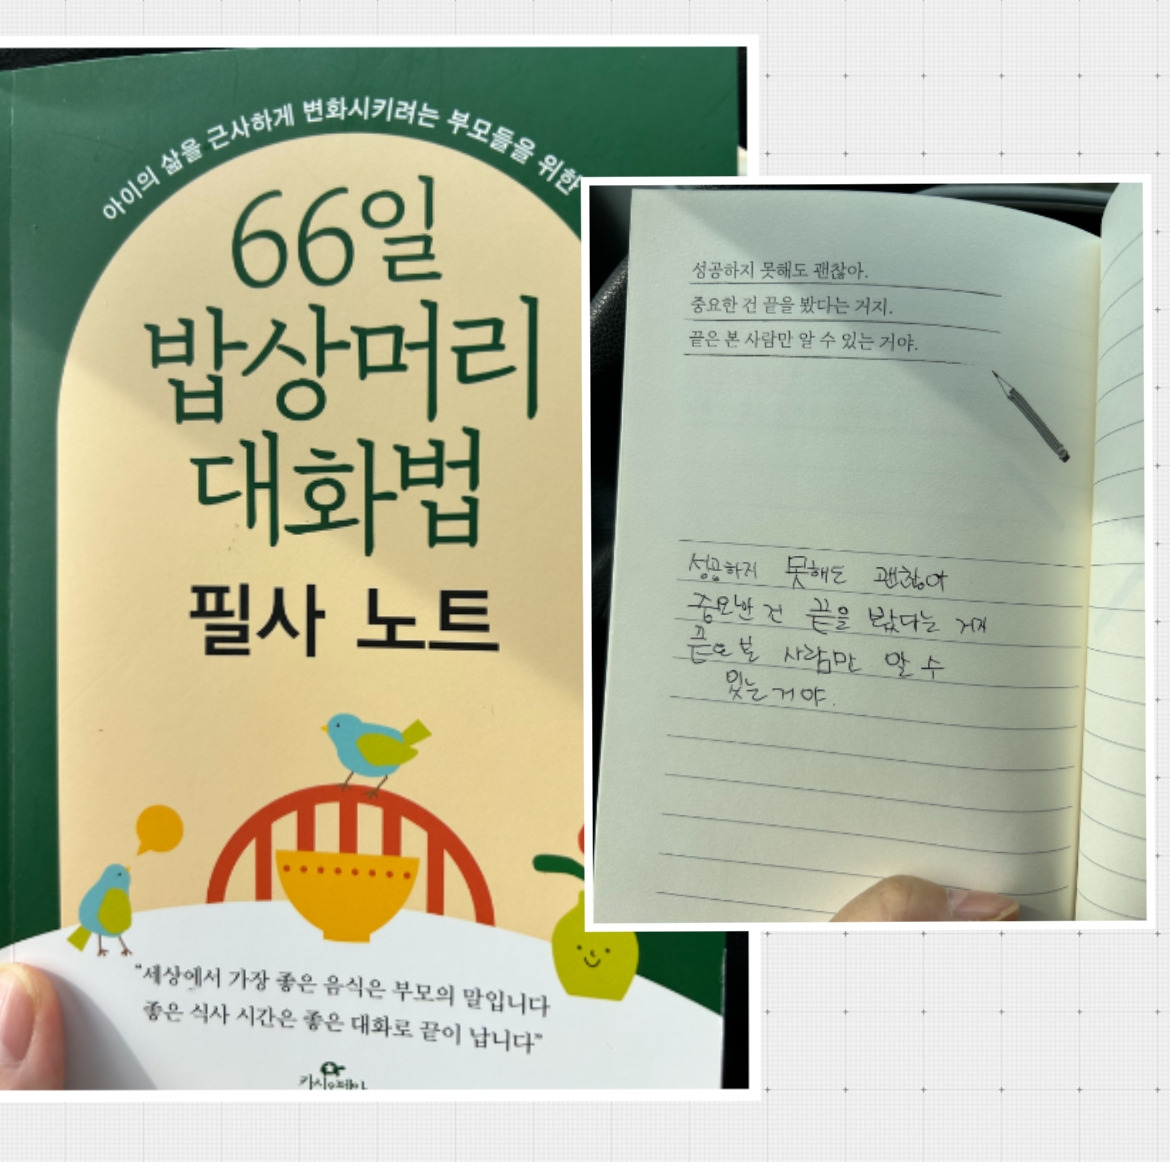 아이의 삶을 근사하게 변화시키려는 부모들을 위한
66일
밥상머리
대화법
필사 노트
“세상에서 가장 좋은 음식은 부모의 말입니다
좋은 식사 시간은 좋은 대화로 끝이 납니다”
성공하지 못해도 괜찮아.
중요한 건 끝을 봤다는 거지.
끝은 본 사람만 알 수 있는 거야.
성공하지 못해도 괜찮아
중요한 건 끝을 봤다는 거지
끝은 본 사람만 알 수
있는 거야.